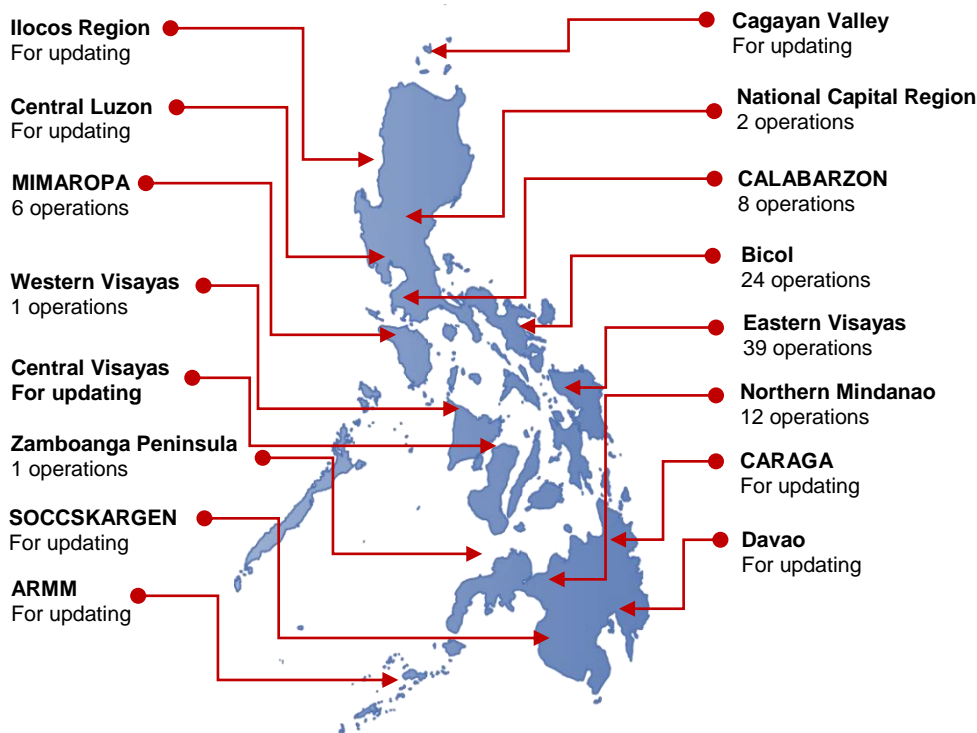 Ilocos Region
For updating
Central Luzon
For updating
MIMAROPA
6 operations
Western Visayas
1 operations
Central Visayas
For updating
Zamboanga Peninsula
1 operations
SOCCSKARGEN
For updating
ARMM
For updating
Cagayan Valley
For updating
National Capital Region
2 operations
CALABARZON
8 operations
Bicol
24 operations
Eastern Visayas
39 operations
Northern Mindanao
12 operations
CARAGA
For updating
Davao
For updating